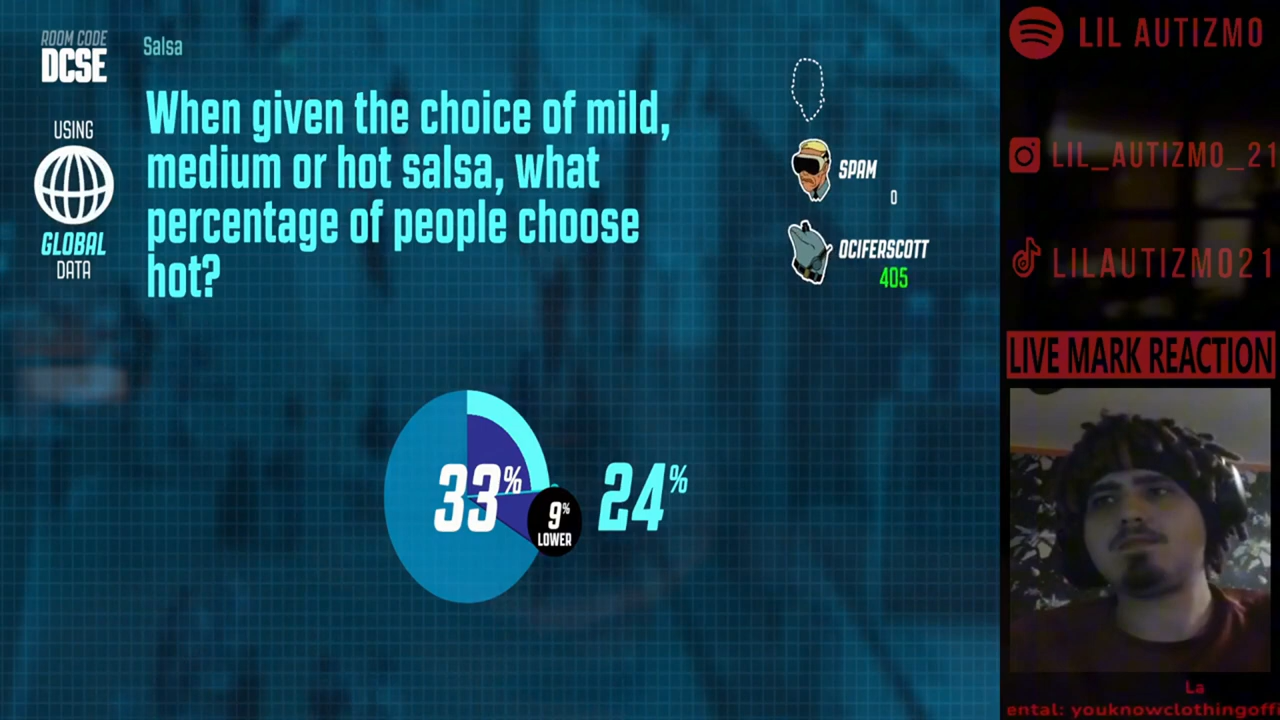 ROOM CODE
DCSE
Salsa
When given the choice of mild,
medium or hot salsa, what
percentage of people choose
hot?
USING
GLOBAL
DATA
SPAM
0
OCIFERSCOTT
405
33%
9%
LOWER
24%
LIL AUTIZMO
LIL_AUTIZMO_21
LILAUTIZMO21
LIVE MARK REACTION
La
ental: youknowclothingoff